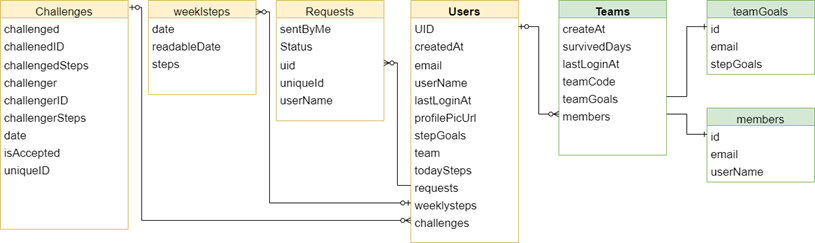 Challenges
challenged
challenedID
challengedSteps
challenger
challengerID
challengerSteps
date
isAccepted
uniqueID
weeklsteps
date
readableDate
steps
Requests
sentByMe
Status
uid
uniqueId
userName
Users
UID
createdAt
email
userName
lastLoginAt
profilePicUrl
stepGoals
team
todaySteps
requests
weeklysteps
challenges
Teams
createAt
survivedDays
lastLoginAt
teamCode
teamGoals
members
teamGoals
id
email
stepGoals
members
id
email
userName